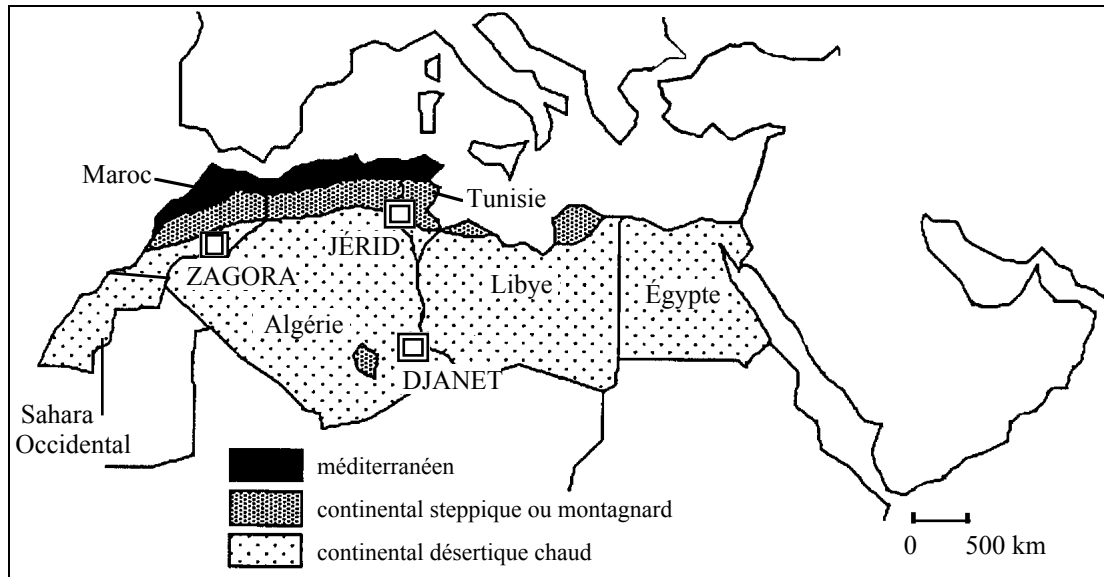 Maroc
Tunisie
JÉRID
ZAGORA
Libye
Égypte
Algérie
DJANET
Sahara
Occidental
méditerranéen
continental steppique ou montagnard
continental désertique chaud
0 500 km